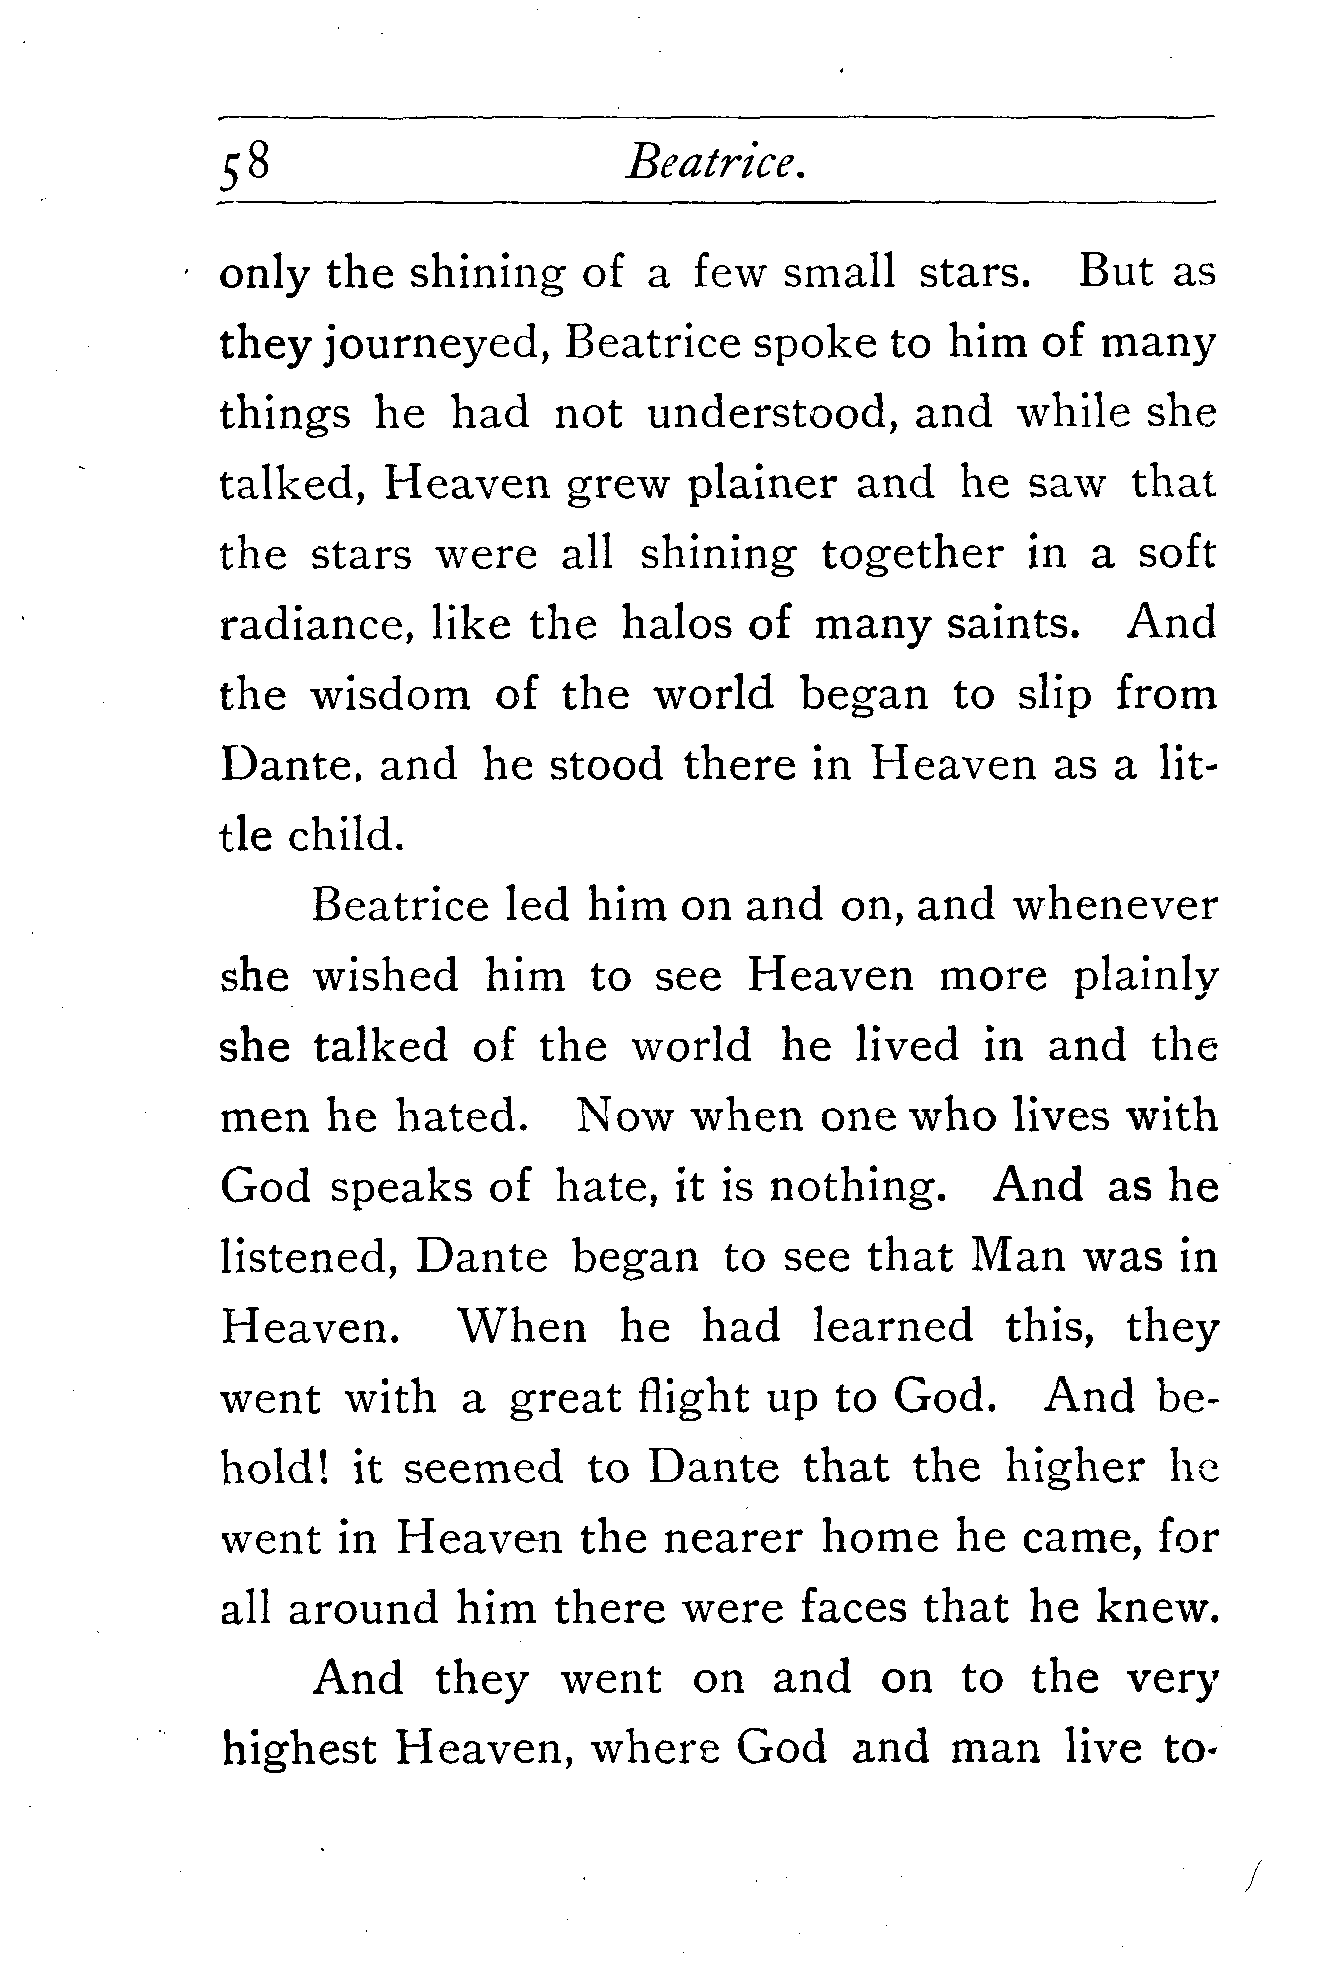 58 Beatrice.
only the shining of a few small stars. But as
they journeyed, Beatrice spoke to him of many
things he had not understood, and while she
talked, Heaven grew plainer and he saw that
the stars were all shining together in a soft
radiance, like the halos of many saints. And
the wisdom of the world began to slip from
Dante, and he stood there in Heaven as a lit-
tle child.
Beatrice led him on and on, and whenever
she wished him to see Heaven more plainly
she talked of the world he lived in and the
men he hated. Now when one who lives with
God speaks of hate, it is nothing. And as he
listened, Dante began to see that Man was in
Heaven. When he had learned this, they
went with a great flight up to God. And be-
hold! it seemed to Dante that the higher he
went in Heaven the nearer home he came, for
all around him there were faces that he knew.
And they went on and on to the very
highest Heaven, where God and man live to-